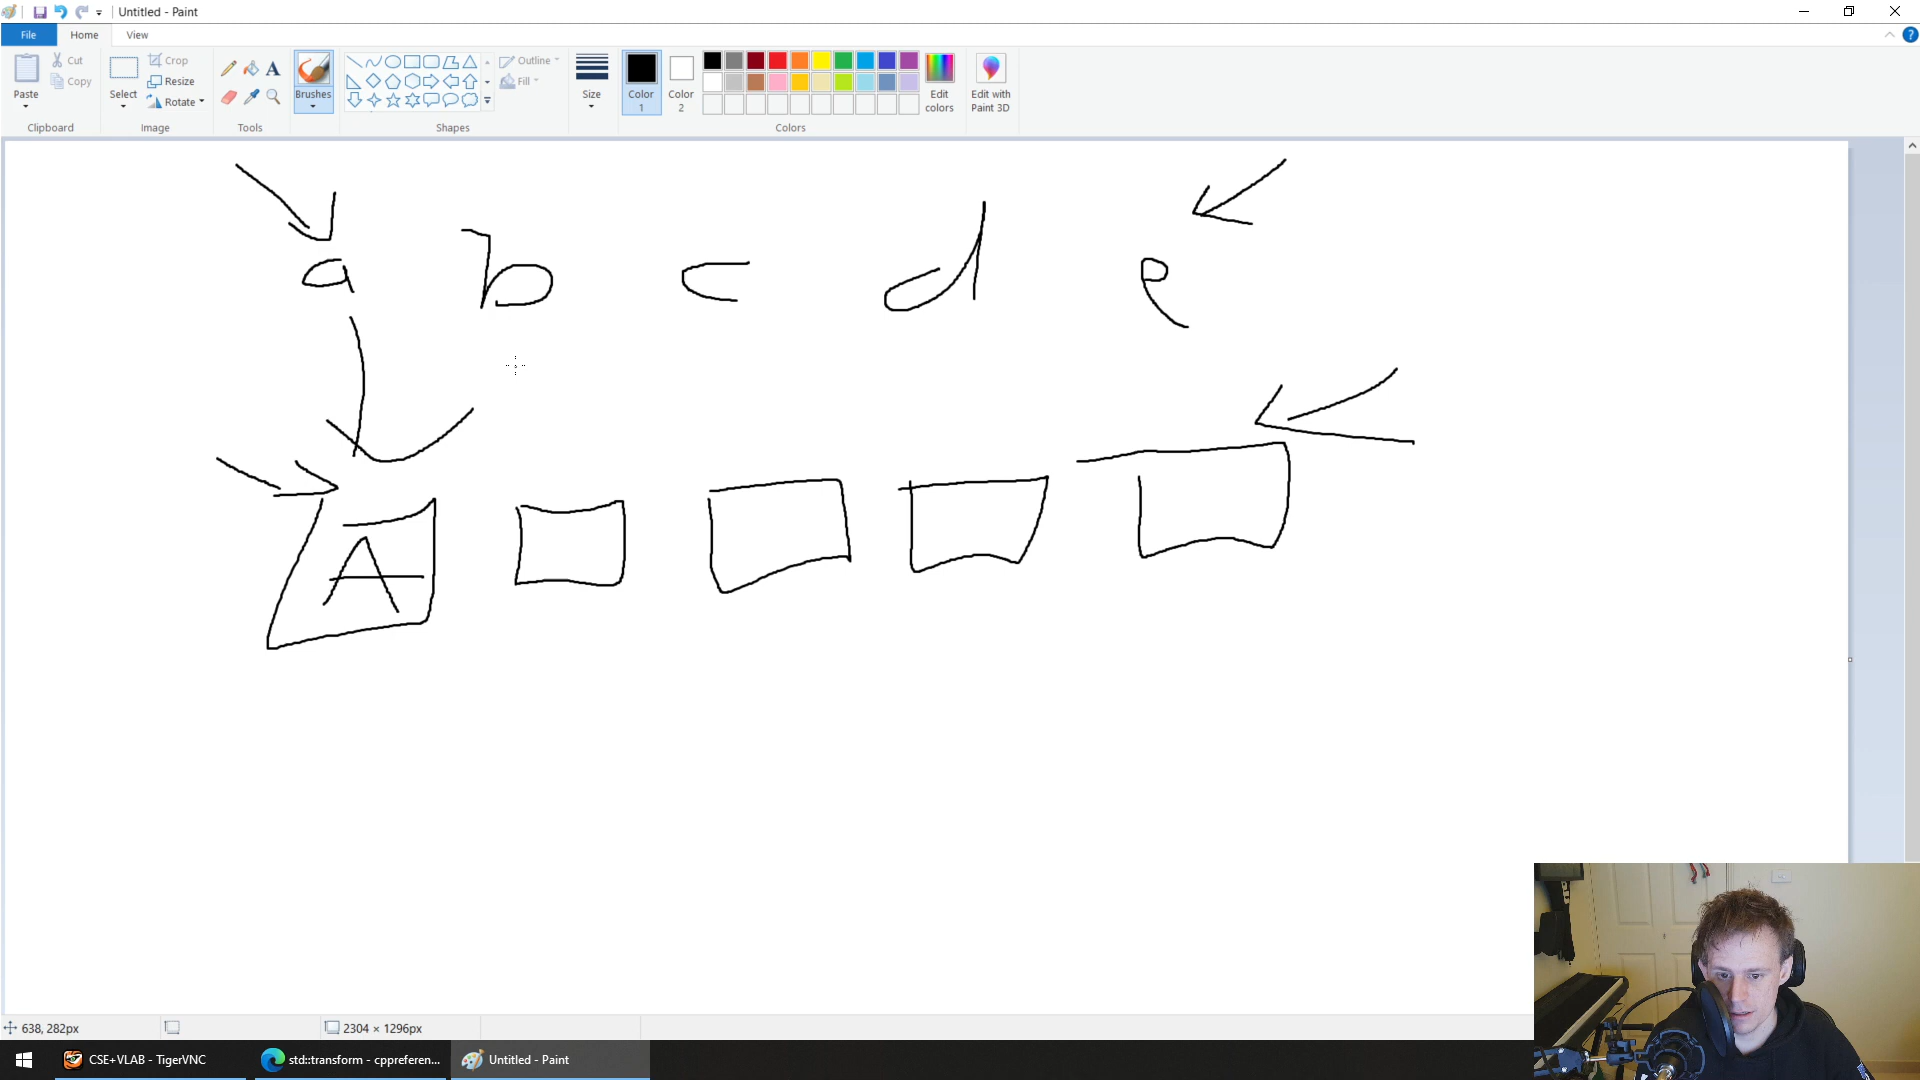 Untitled - Paint
File Home View
Paste Cut Copy Clipboard
Select Crop Resize Rotate Image
Tools
Brushes
Shapes
Outline Fill
Size
Color 1
Color 2
Colors
Edit colors
Edit with Paint 3D
a b c d e
A
638, 282px
2304 × 1296px
CSE+VLAB - TigerVNC
std::transform - cppreferen...
Untitled - Paint